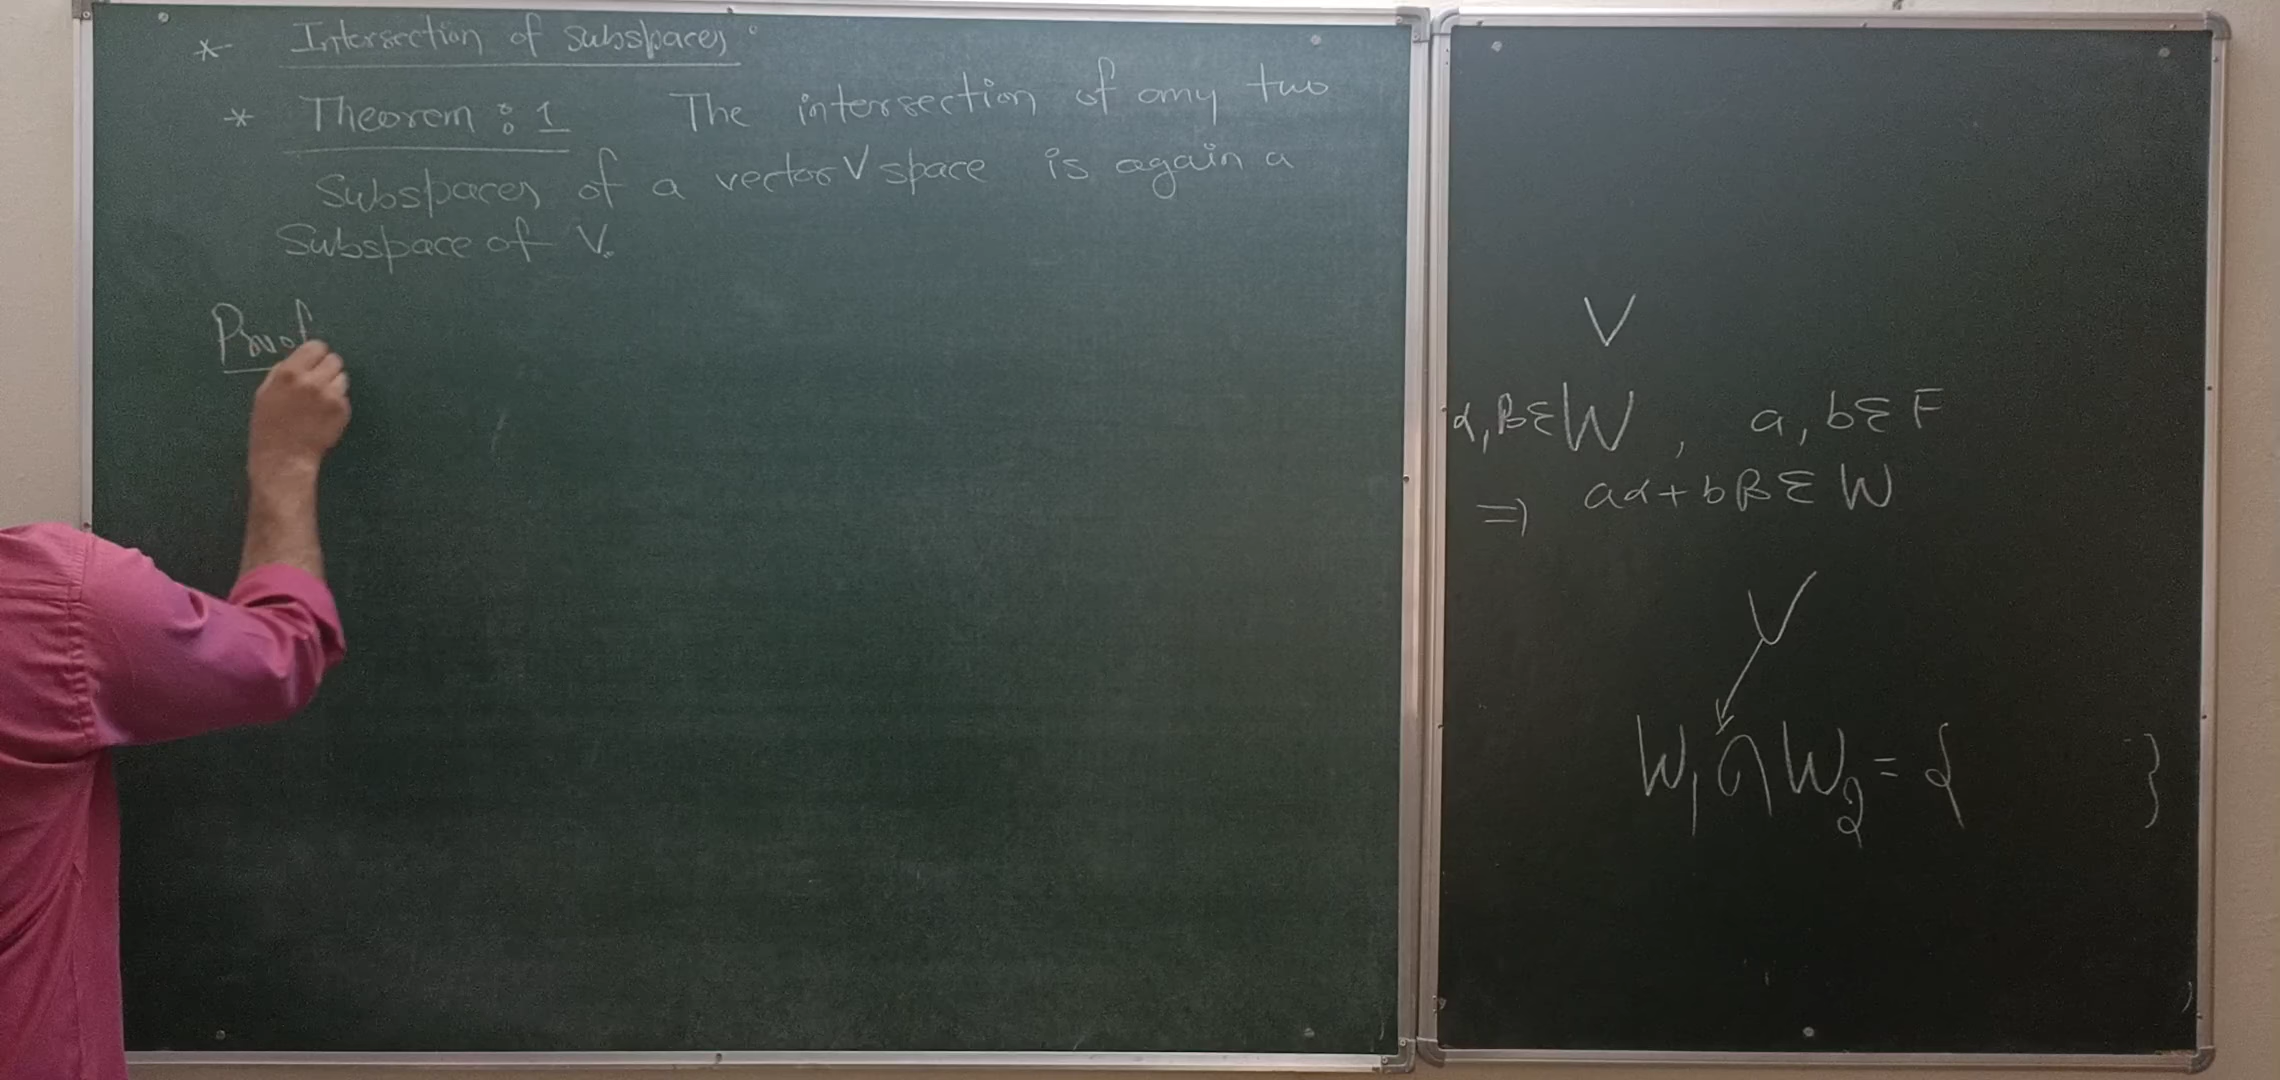 * Intersection of subspaces:
* Theorem : 1 The intersection of any two
Subspaces of a vector V space is again a
Subspace of V.
Proof
V
α, β ∈ W , a, b ∈ F
⇒ aα + bβ ∈ W
V
W₁ ∩ W₂ = { }